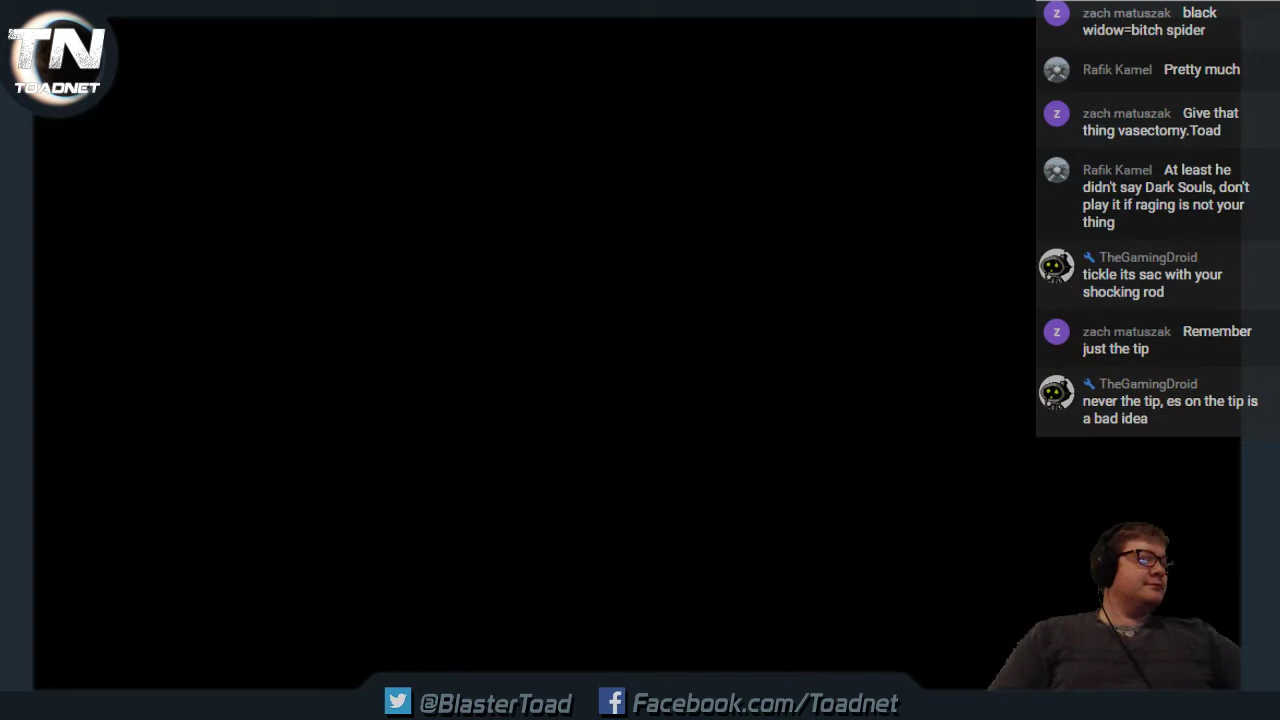 TN
TOADNET
zach matuszak black
widow=bitch spider
Rafik Kamel Pretty much
z zach matuszak Give that
thing vasectomy.Toad
Rafik Kamel At least he
didn't say Dark Souls, don't
play it if raging is not your
thing
TheGamingDroid
tickle its sac with your
shocking rod
z zach matuszak Remember
just the tip
TheGamingDroid
never the tip, es on the tip is
a bad idea
@BlasterToad Facebook.com/Toadnet